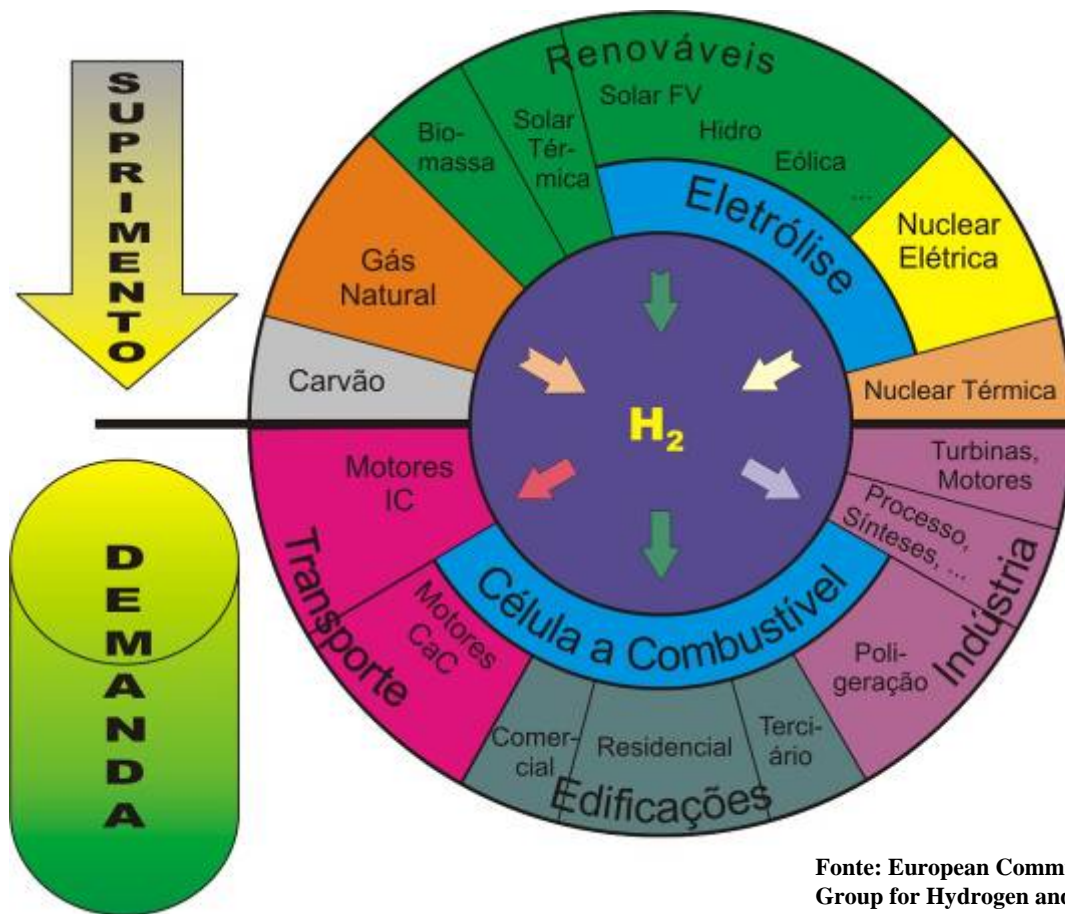 SUPRIMENTO
Renováveis
Solar FV
Hidro
Eólica
...
Bio-
massa
Solar
Tér-
mica
Eletrólise
Nuclear
Elétrica
Gás
Natural
Carvão
Nuclear Térmica
H₂
DEMANDA
Motores
IC
Turbinas,
Motores
Processo,
Sínteses, ...
Transporte
Motores
CaC
Célula a Combustível
Indústria
Poli-
geração
Comer-
cial
Residencial
Terci-
ário
Edificações
Fonte: European Comm
Group for Hydrogen and